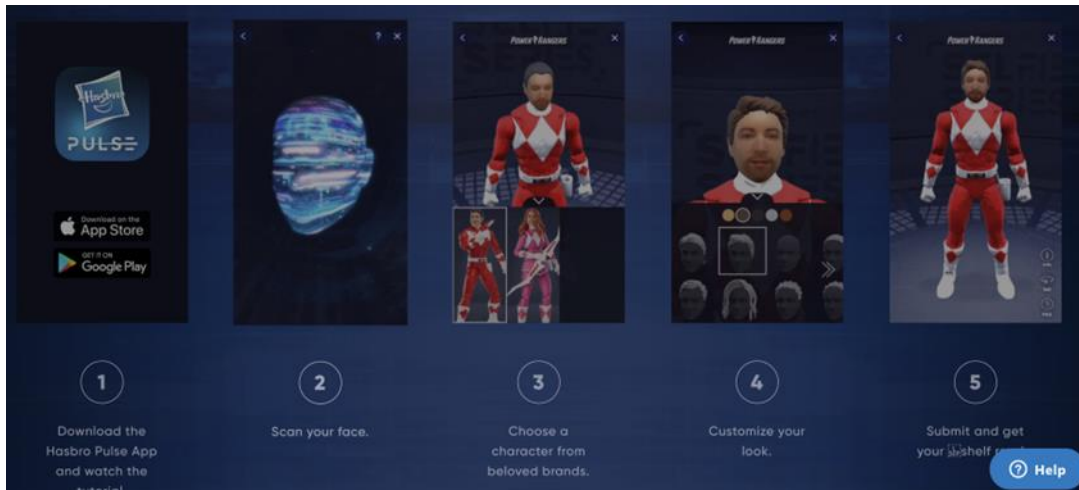 Hasbro
PULSE
Download on the
App Store
GET IT ON
Google Play
POWER RANGERS
POWER RANGERS
POWER RANGERS
1
2
3
4
5
Download the
Hasbro Pulse App
and watch the
tutorial
Scan your face.
Choose a
character from
beloved brands.
Customize your
look.
Submit and get
your shelf
? Help